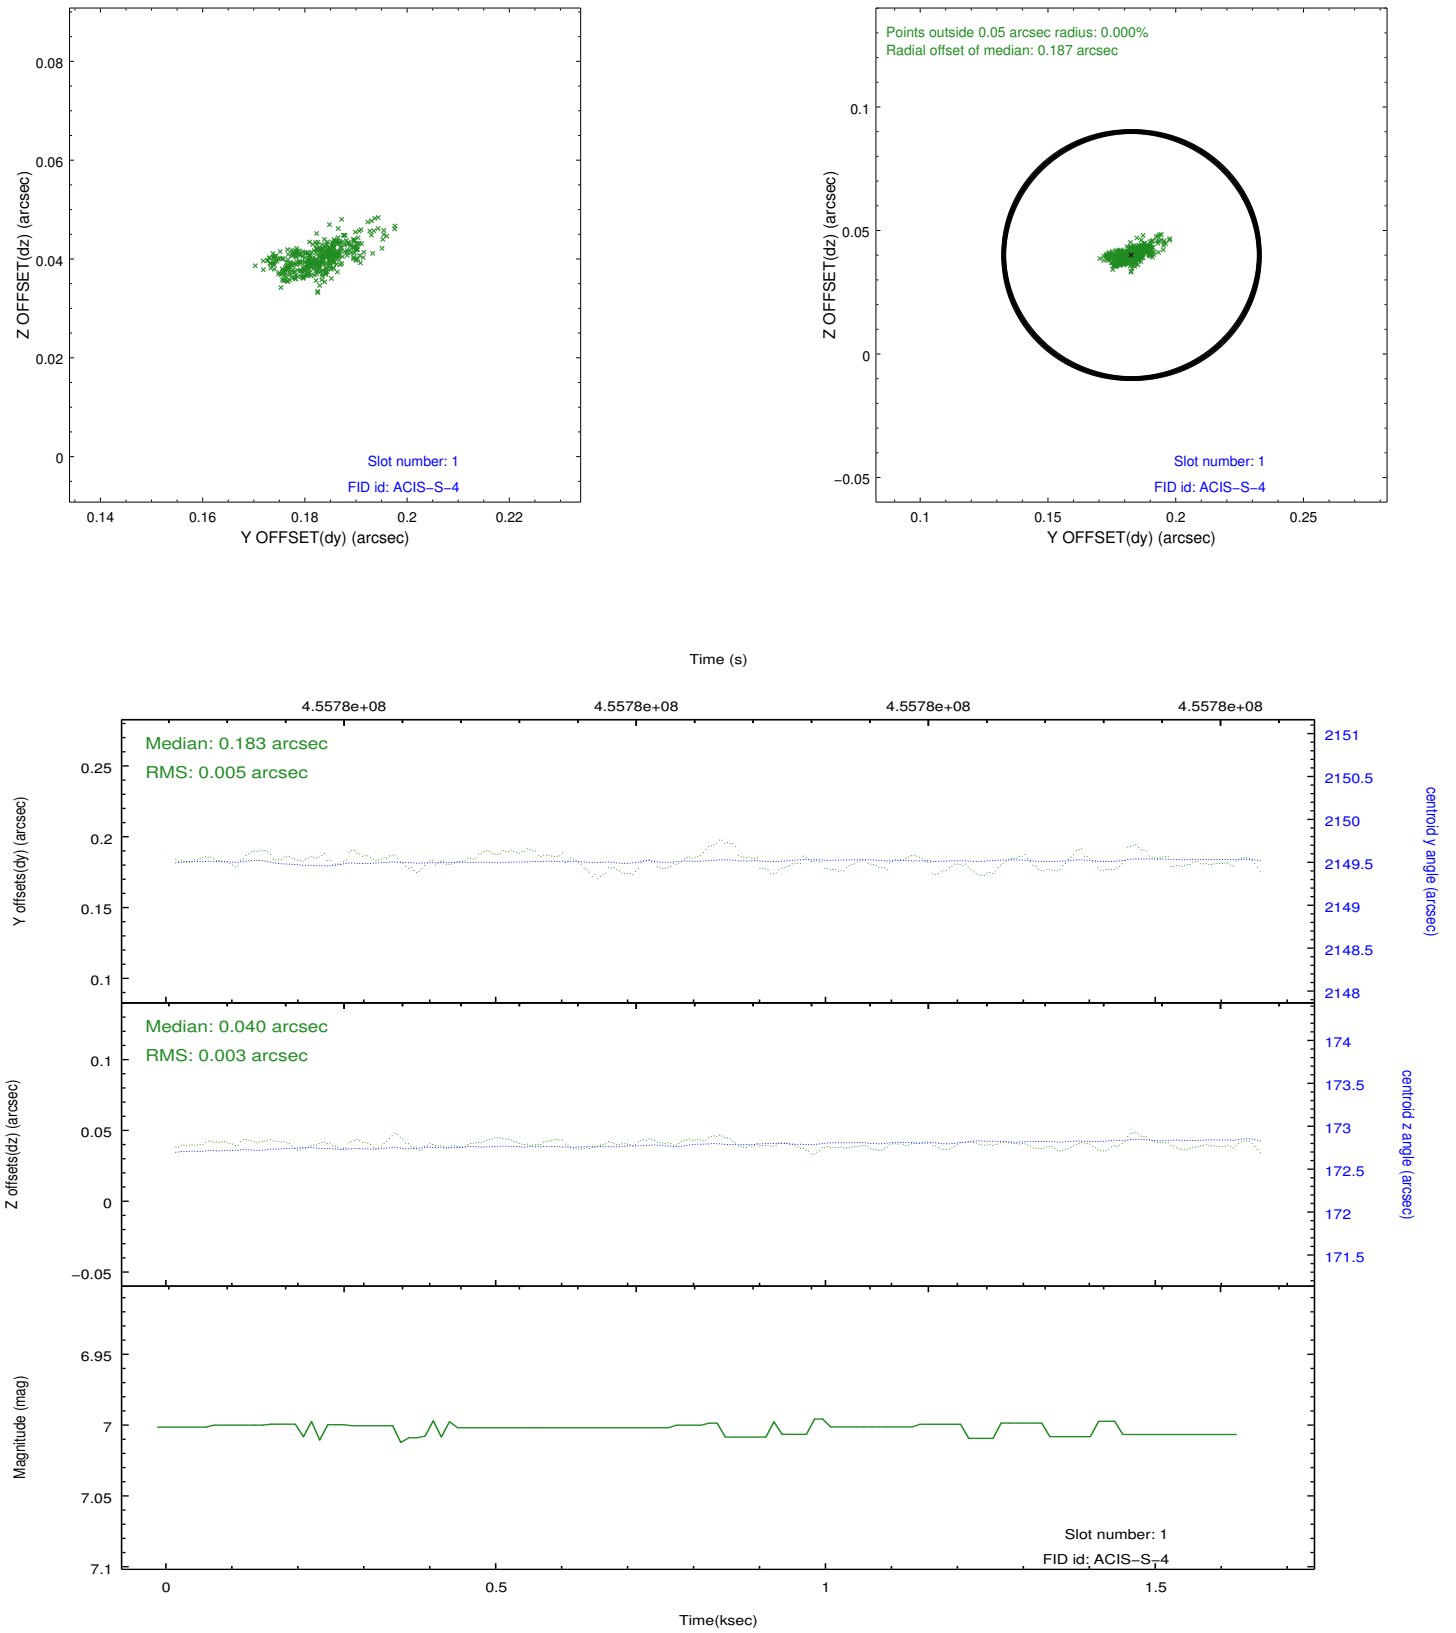 0.08
0.06
0.04
0.02
0
Z OFFSET(dz) (arcsec)
Slot number: 1
FID id: ACIS−S−4
0.14 0.16 0.18 0.2 0.22
Y OFFSET(dy) (arcsec)
Points outside 0.05 arcsec radius: 0.000%
Radial offset of median: 0.187 arcsec
0.1
0.05
0
−0.05
Z OFFSET(dz) (arcsec)
Slot number: 1
FID id: ACIS−S−4
0.1 0.15 0.2 0.25
Y OFFSET(dy) (arcsec)
Time (s)
4.5578e+08 4.5578e+08 4.5578e+08 4.5578e+08
Median: 0.183 arcsec
RMS: 0.005 arcsec
0.25
0.2
0.15
0.1
Y offsets(dy) (arcsec)
2151
2150.5
2150
2149.5
2149
2148.5
2148
centroid y angle (arcsec)
Median: 0.040 arcsec
RMS: 0.003 arcsec
0.1
0.05
0
−0.05
Z offsets(dz) (arcsec)
174
173.5
173
172.5
172
171.5
centroid z angle (arcsec)
6.95
7
7.05
7.1
Magnitude (mag)
Slot number: 1
FID id: ACIS−S−4
0 0.5 1 1.5
Time(ksec)